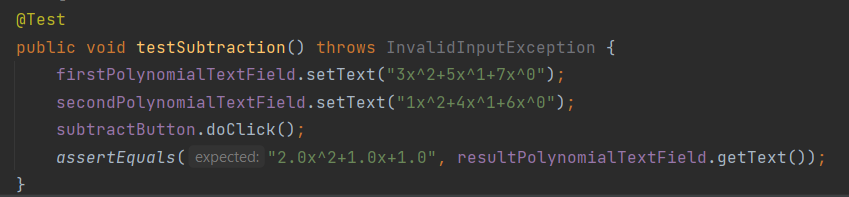 @Test
public void testSubtraction() throws InvalidInputException {
    firstPolynomialTextField.setText("3x^2+5x^1+7x^0");
    secondPolynomialTextField.setText("1x^2+4x^1+6x^0");
    subtractButton.doClick();
    assertEquals( expected: "2.0x^2+1.0x+1.0", resultPolynomialTextField.getText());
}